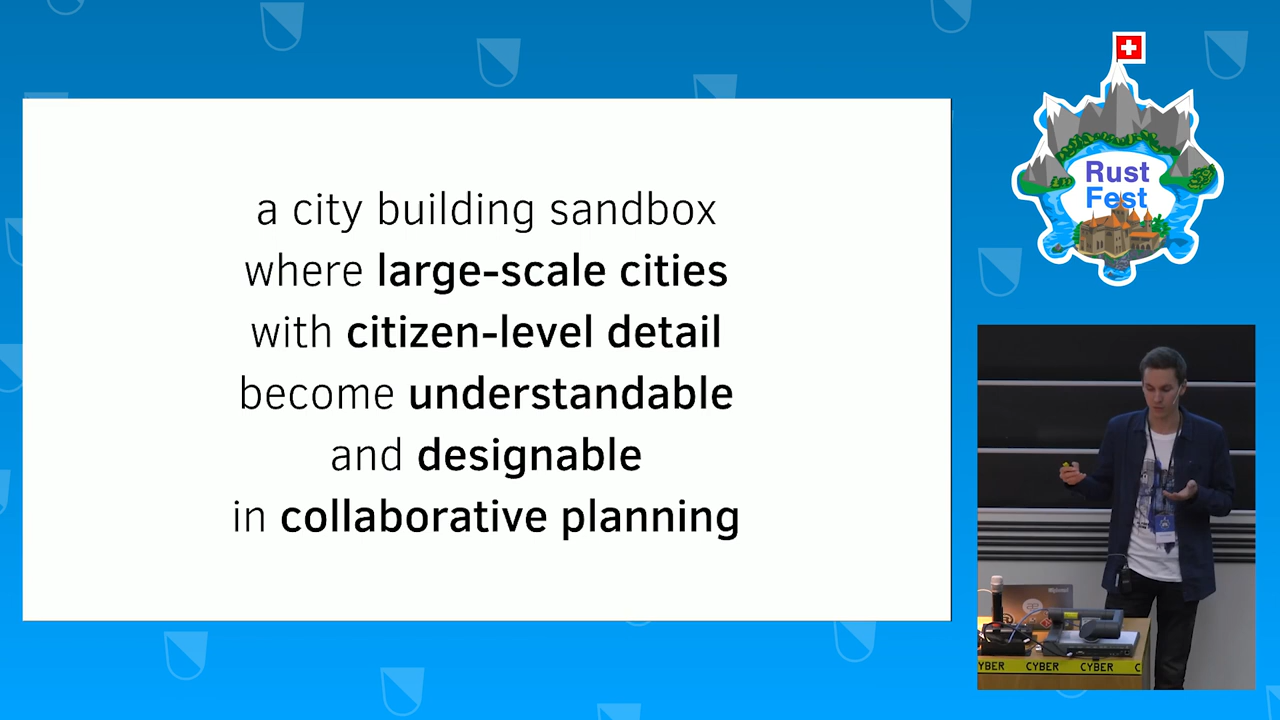 a city building sandbox
where large-scale cities
with citizen-level detail
become understandable
and designable
in collaborative planning
Rust
Fest
YBER CYBER CYBER C